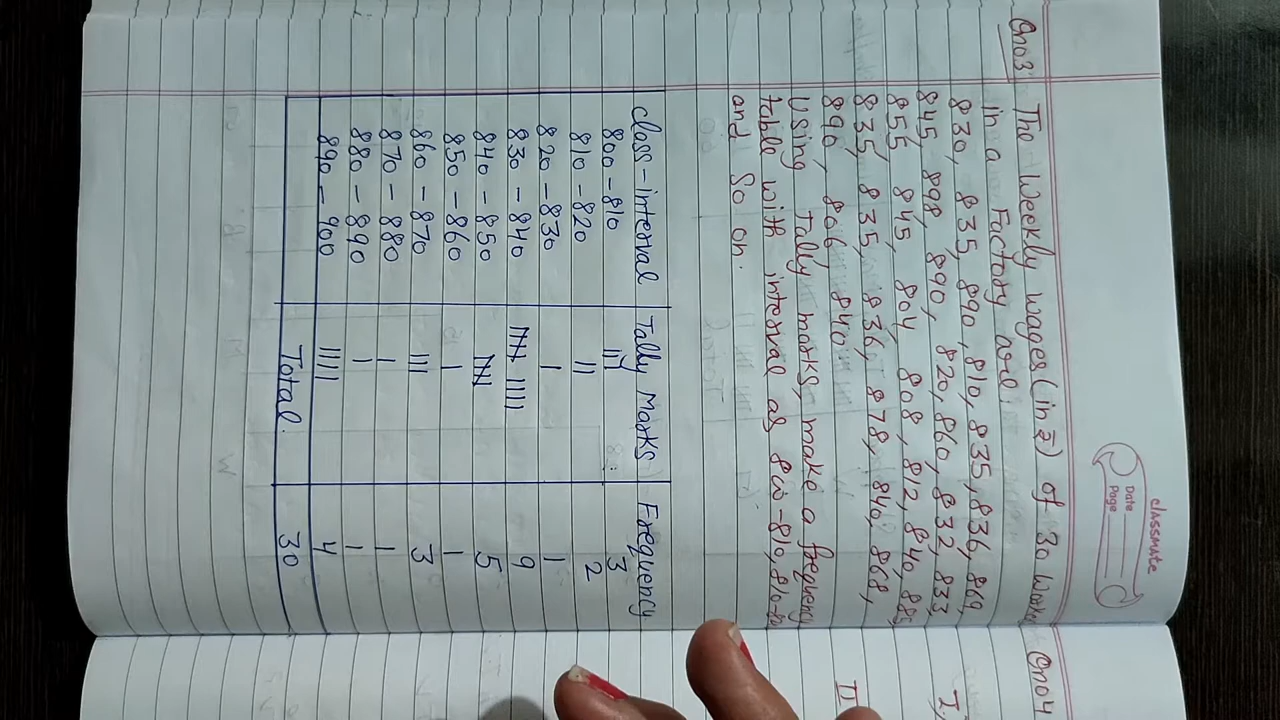 classmate
Date
Page
Qno3 The Weekly wages (in ₹) of 30 Worke
in a Factory are:
830, 835, 890, 810, 835, 836, 869,
845, 898, 890, 820, 860, 832, 833
855, 845, 804, 808, 812, 840, 885
835, 835, 836, 878, 840, 868,
890, 806, 840
Using Tally marks, make a frequency
table with interval as 800-810, 810-
and So on.
Class-interval Tally Marks Frequency
800-810 ||| 3
810-820 || 2
820-830 | 1
830-840 |||| |||| 9
840-850 |||| 5
850-860 | 1
860-870 ||| 3
870-880 | 1
880-890 | 1
890-900 |||| 4
Total 30
Qno4
I
II